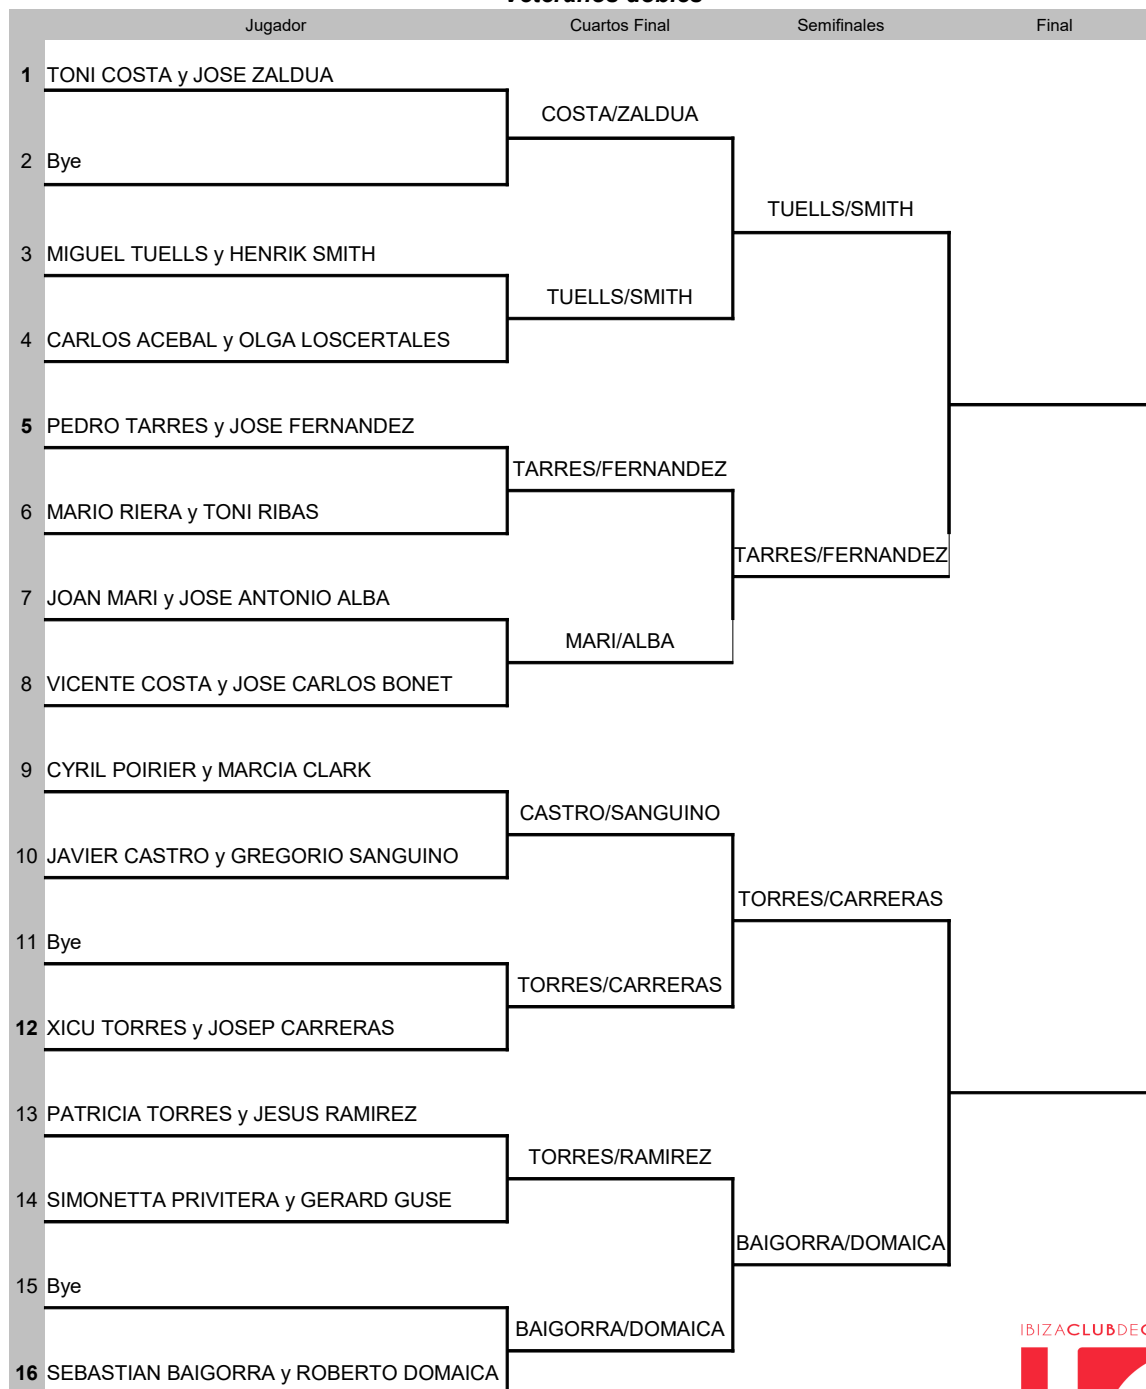 Veteranos dobles
Jugador Cuartos Final Semifinales Final
1 TONI COSTA y JOSE ZALDUA
COSTA/ZALDUA
2 Bye
TUELLS/SMITH
3 MIGUEL TUELLS y HENRIK SMITH
TUELLS/SMITH
4 CARLOS ACEBAL y OLGA LOSCERTALES
5 PEDRO TARRES y JOSE FERNANDEZ
TARRES/FERNANDEZ
6 MARIO RIERA y TONI RIBAS
TARRES/FERNANDEZ
7 JOAN MARI y JOSE ANTONIO ALBA
MARI/ALBA
8 VICENTE COSTA y JOSE CARLOS BONET
9 CYRIL POIRIER y MARCIA CLARK
CASTRO/SANGUINO
10 JAVIER CASTRO y GREGORIO SANGUINO
TORRES/CARRERAS
11 Bye
TORRES/CARRERAS
12 XICU TORRES y JOSEP CARRERAS
13 PATRICIA TORRES y JESUS RAMIREZ
TORRES/RAMIREZ
14 SIMONETTA PRIVITERA y GERARD GUSE
BAIGORRA/DOMAICA
15 Bye
BAIGORRA/DOMAICA
IBIZACLUBDE
16 SEBASTIAN BAIGORRA y ROBERTO DOMAICA